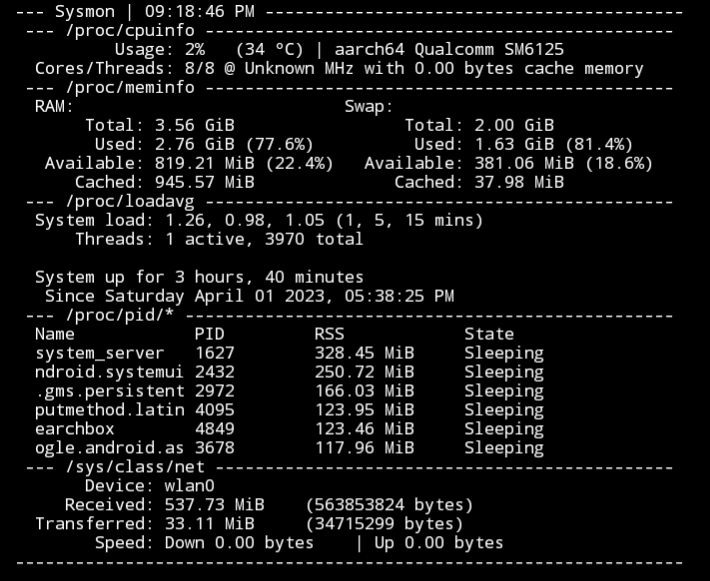 --- Sysmon | 09:18:46 PM ------------------------------------------
 --- /proc/cpuinfo -----------------------------------------------
          Usage: 2%   (34 °C) | aarch64 Qualcomm SM6125
  Cores/Threads: 8/8 @ Unknown MHz with 0.00 bytes cache memory
 --- /proc/meminfo -----------------------------------------------
  RAM:                           Swap:
       Total: 3.56 GiB                 Total: 2.00 GiB
        Used: 2.76 GiB (77.6%)          Used: 1.63 GiB (81.4%)
   Available: 819.21 MiB (22.4%)   Available: 381.06 MiB (18.6%)
      Cached: 945.57 MiB              Cached: 37.98 MiB
 --- /proc/loadavg -----------------------------------------------
  System load: 1.26, 0.98, 1.05 (1, 5, 15 mins)
      Threads: 1 active, 3970 total

  System up for 3 hours, 40 minutes
   Since Saturday April 01 2023, 05:38:25 PM
 --- /proc/pid/* -------------------------------------------------
  Name            PID         RSS            State
  system_server   1627        328.45 MiB     Sleeping
  ndroid.systemui 2432        250.72 MiB     Sleeping
  .gms.persistent 2972        166.03 MiB     Sleeping
  putmethod.latin 4095        123.95 MiB     Sleeping
  earchbox        4849        123.46 MiB     Sleeping
  ogle.android.as 3678        117.96 MiB     Sleeping
 --- /sys/class/net ----------------------------------------------
       Device: wlan0
     Received: 537.73 MiB    (563853824 bytes)
  Transferred: 33.11 MiB     (34715299 bytes)
        Speed: Down 0.00 bytes    | Up 0.00 bytes
-------------------------------------------------------------------